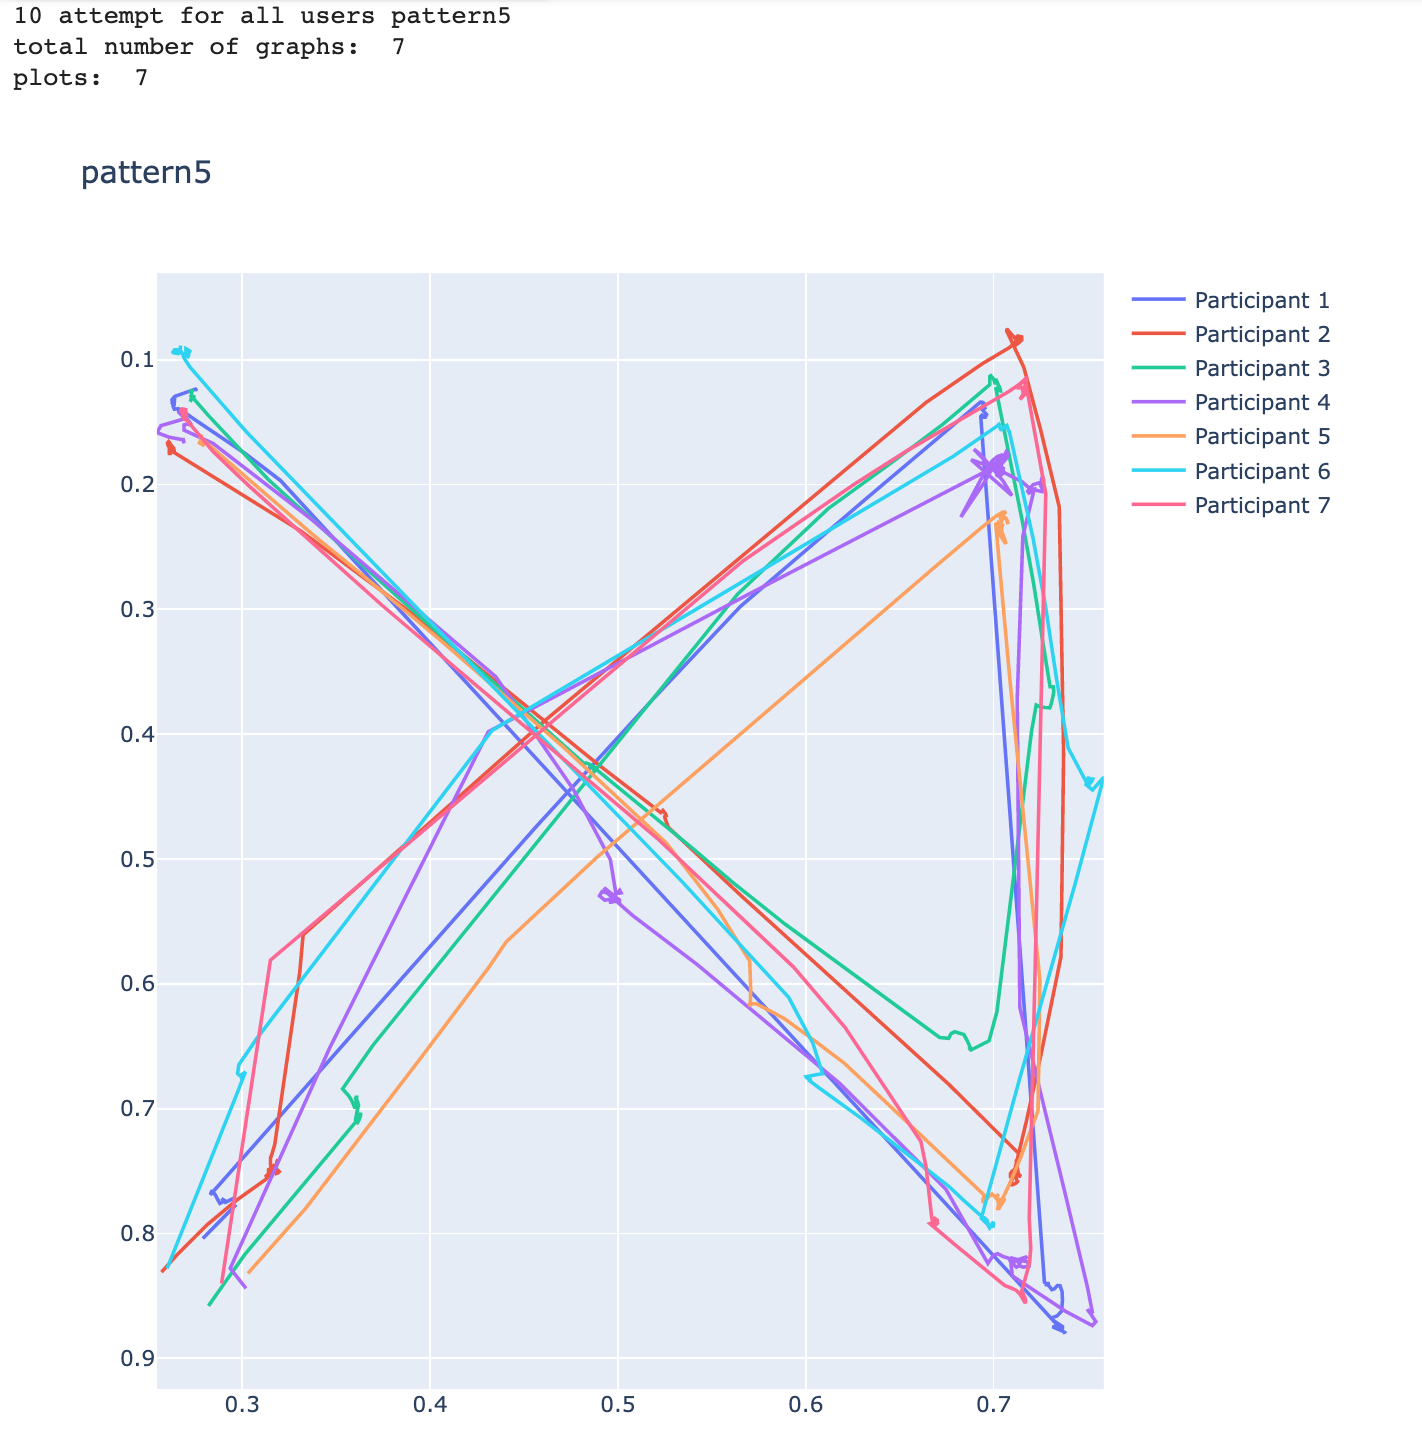 10 attempt for all users pattern5
total number of graphs:  7
plots:  7
pattern5
Participant 1
Participant 2
Participant 3
Participant 4
Participant 5
Participant 6
Participant 7
0.1
0.2
0.3
0.4
0.5
0.6
0.7
0.8
0.9
0.3 0.4 0.5 0.6 0.7